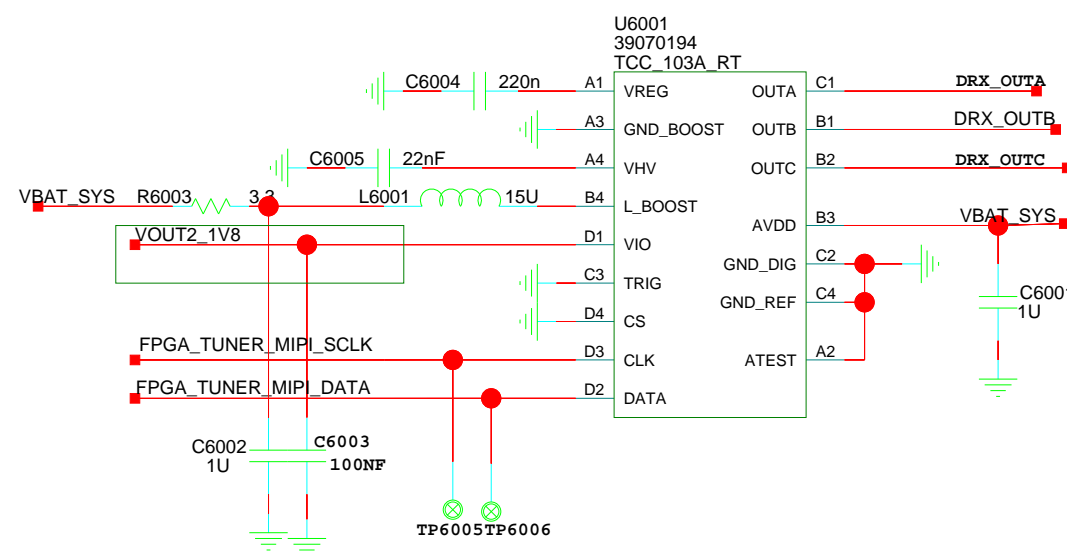 U6001
39070194
TCC_103A_RT
C6004 220n A1 VREG OUTA C1 DRX_OUTA
A3 GND_BOOST OUTB B1 DRX_OUTB
C6005 22nF A4 VHV OUTC B2 DRX_OUTC
VBAT_SYS R6003 3.3 L6001 15U B4 L_BOOST AVDD B3 VBAT_SYS
VOUT2_1V8 D1 VIO GND_DIG C2
C3 TRIG GND_REF C4 C6001
1U
D4 CS
FPGA_TUNER_MIPI_SCLK D3 CLK ATEST A2
FPGA_TUNER_MIPI_DATA D2 DATA
C6002 C6003
1U 100NF
TP6005 TP6006